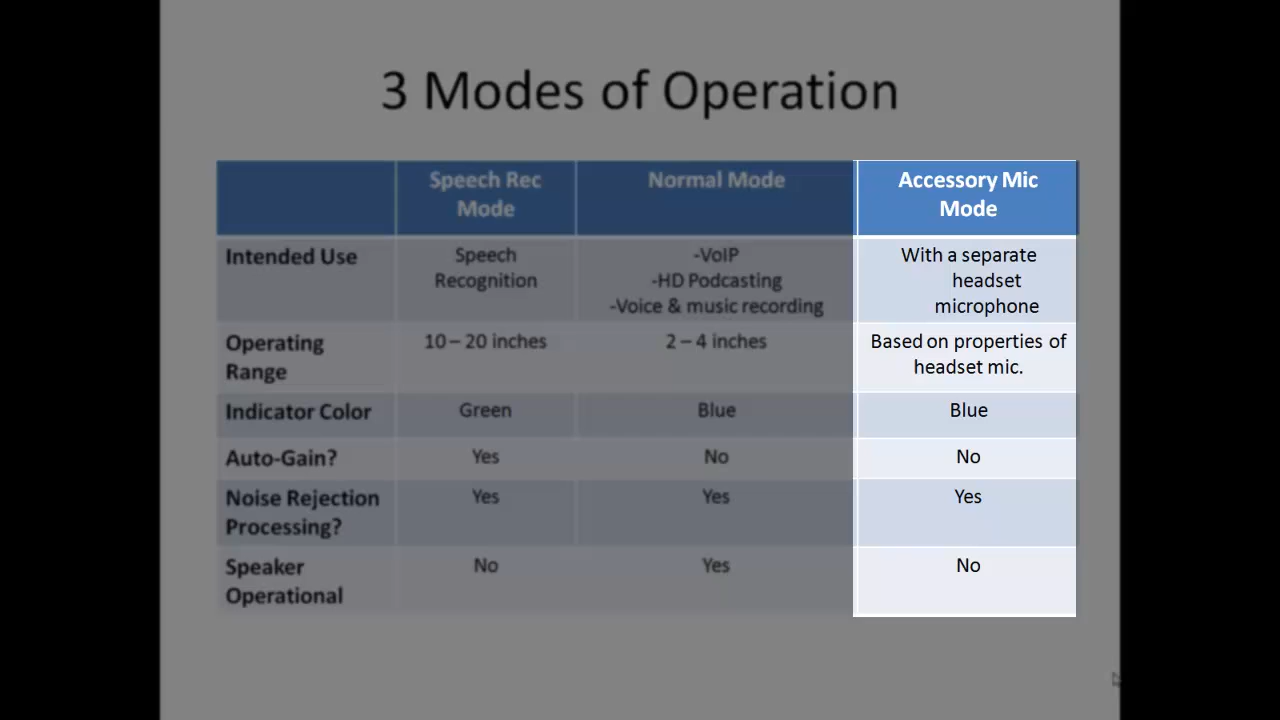 3 Modes of Operation
Speech Rec Mode | Normal Mode | Accessory Mic Mode
Intended Use | Speech Recognition | -VoIP -HD Podcasting -Voice & music recording | With a separate headset microphone
Operating Range | 10 – 20 inches | 2 – 4 inches | Based on properties of headset mic.
Indicator Color | Green | Blue | Blue
Auto-Gain? | Yes | No | No
Noise Rejection Processing? | Yes | Yes | Yes
Speaker Operational | No | Yes | No